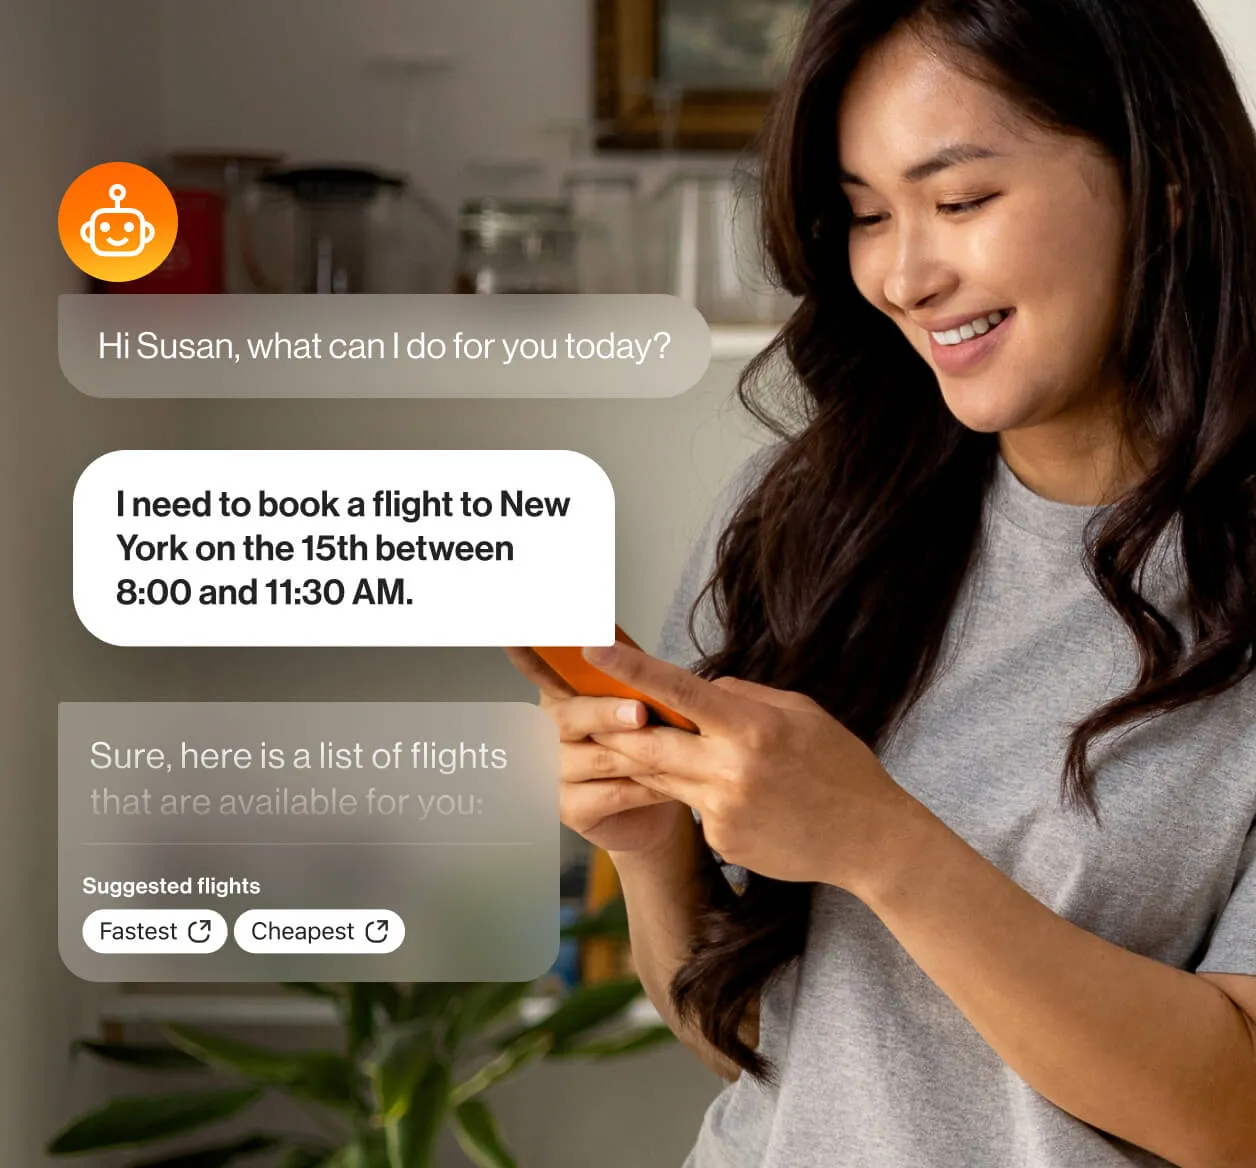 Hi Susan, what can I do for you today?
I need to book a flight to New
York on the 15th between
8:00 and 11:30 AM.
Sure, here is a list of flights
that are available for you:
Suggested flights
Fastest
Cheapest